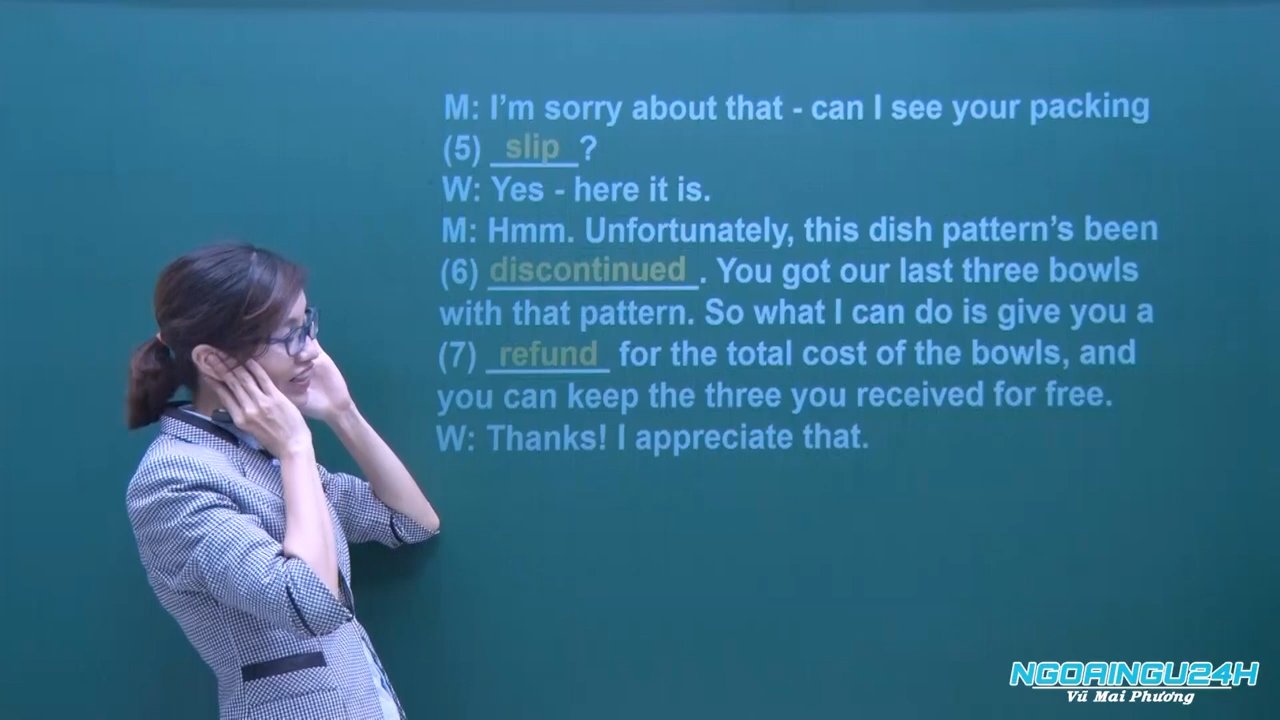 M: I'm sorry about that - can I see your packing
(5) slip ?
W: Yes - here it is.
M: Hmm. Unfortunately, this dish pattern's been
(6) discontinued . You got our last three bowls
with that pattern. So what I can do is give you a
(7) refund for the total cost of the bowls, and
you can keep the three you received for free.
W: Thanks! I appreciate that.
NGOAINGU24H
Vũ Mai Phương